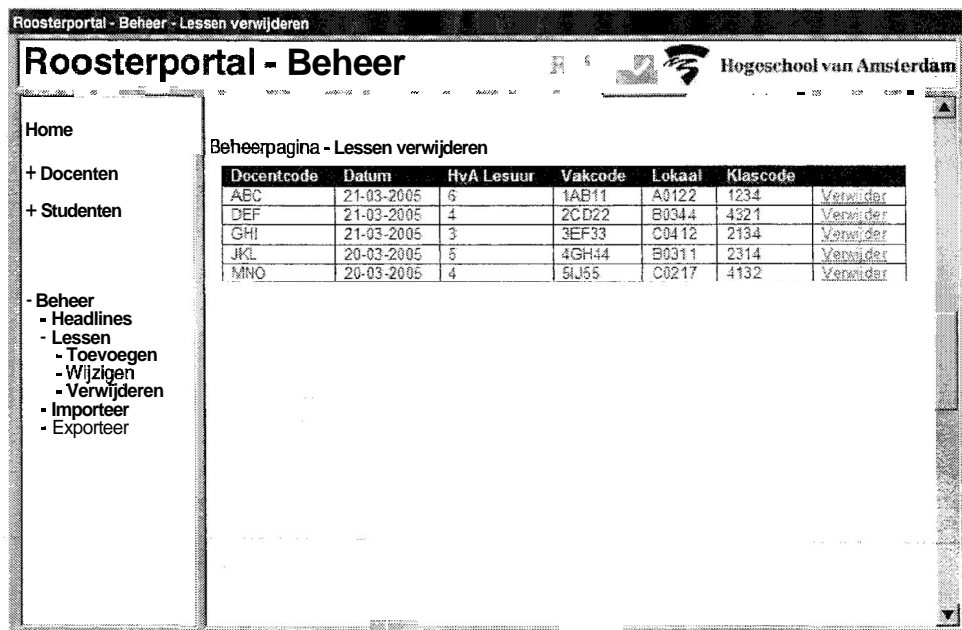 Roosterportal - Beheer - Lessen verwijderen
Roosterportal - Beheer
Hogeschool van Amsterdam
Home
+ Docenten
+ Studenten
- Beheer
- Headlines
- Lessen
- Toevoegen
- Wijzigen
- Verwijderen
- Importeer
- Exporteer
Beheerpagina - Lessen verwijderen
Docentcode Datum HvA Lesuur Vakcode Lokaal Klascode
ABC 21-03-2005 6 1AB11 A0122 1234 Verwijder
DEF 21-03-2005 4 2CD22 B0344 4321 Verwijder
GHI 21-03-2005 3 3EF33 C0412 2134 Verwijder
JKL 20-03-2005 5 4GH44 B0311 2314 Verwijder
MNO 20-03-2005 4 5IJ55 C0217 4132 Verwijder